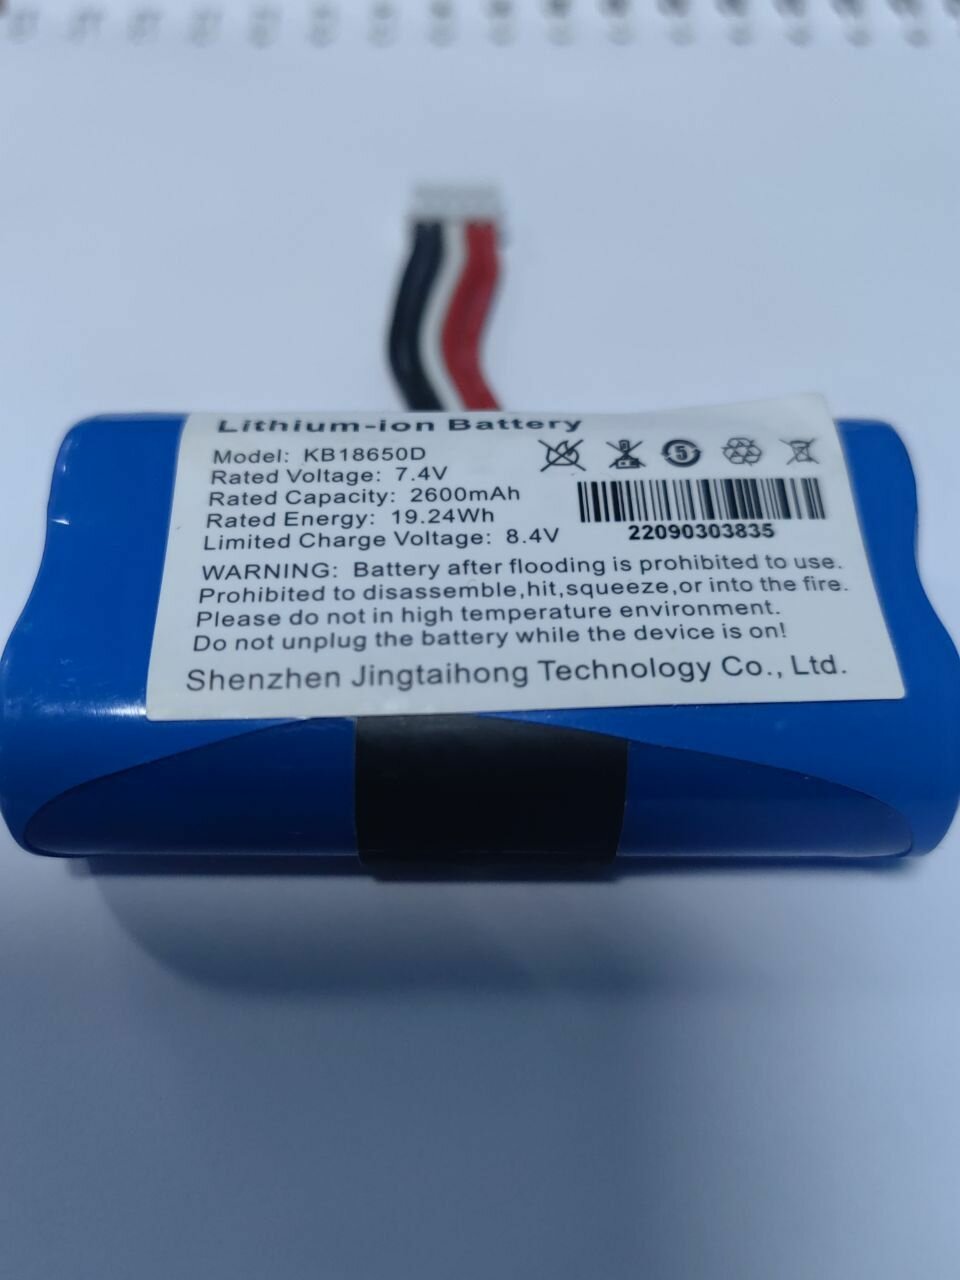 Lithium-ion Battery
Model: KB18650D
Rated Voltage: 7.4V
Rated Capacity: 2600mAh
Rated Energy: 19.24Wh
Limited Charge Voltage: 8.4V
5
22090303835
WARNING: Battery after flooding is prohibited to use.
Prohibited to disassemble,hit,squeeze,or into the fire.
Please do not in high temperature environment.
Do not unplug the battery while the device is on!
Shenzhen Jingtaihong Technology Co., Ltd.